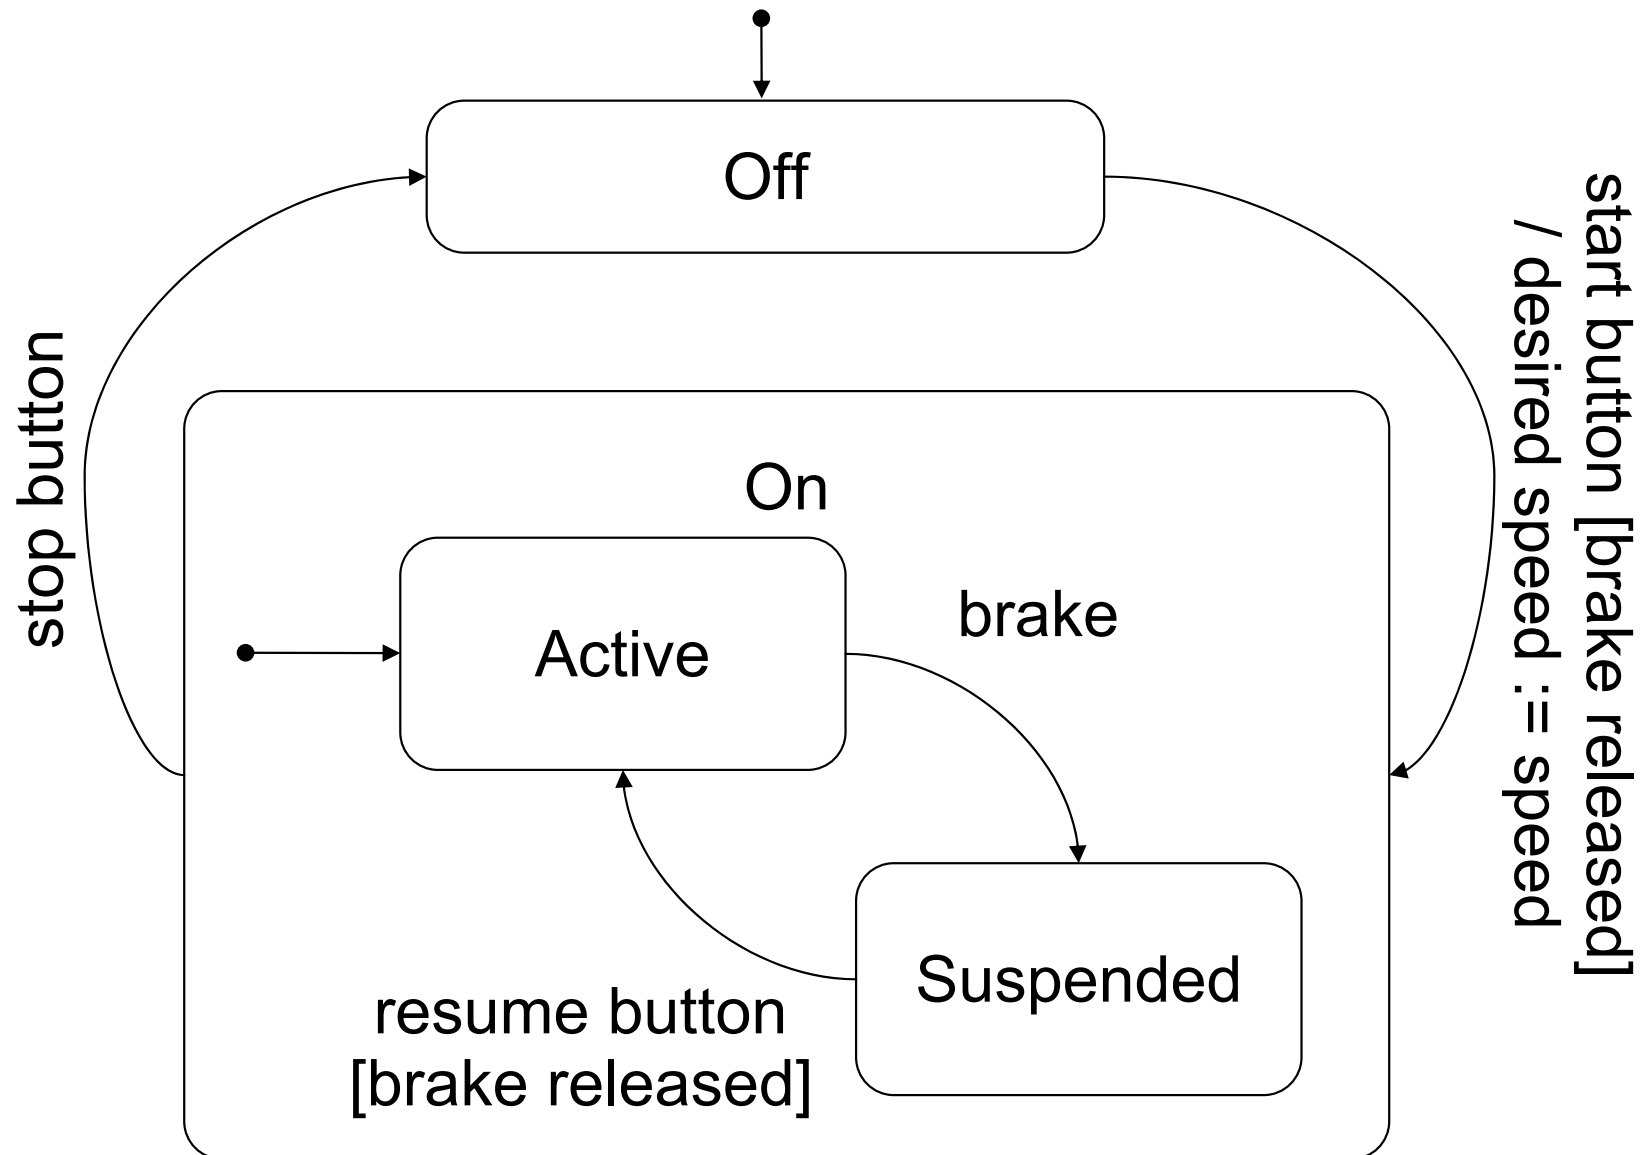 Off
start button [brake released]
/ desired speed := speed
stop button
On
Active
brake
Suspended
resume button
[brake released]